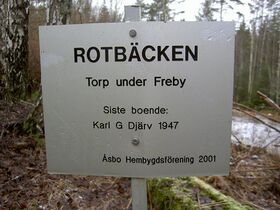 ROTBÄCKEN
Torp under Freby
Siste boende:
Karl G Djärv 1947
Åsbo Hembygdsförening 2001